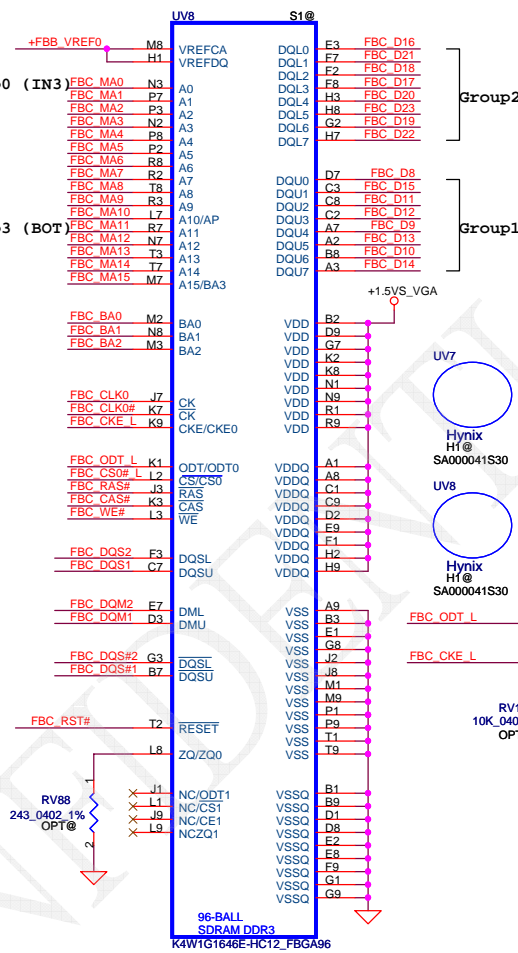 UV8 S1@
+FBB_VREF0 M8 VREFCA DQL0 E3 FBC_D16
H1 VREFDQ DQL1 F7 FBC_D21
DQL2 F2 FBC_D18
0 (IN3) FBC_MA0 N3 A0 DQL3 F8 FBC_D17
FBC_MA1 P7 A1 DQL4 H3 FBC_D20 Group2
FBC_MA2 P3 A2 DQL5 H8 FBC_D23
FBC_MA3 N2 A3 DQL6 G2 FBC_D19
FBC_MA4 P8 A4 DQL7 H7 FBC_D22
FBC_MA5 P2 A5
FBC_MA6 R8 A6
FBC_MA7 R2 A7 DQU0 D7 FBC_D8
FBC_MA8 T8 A8 DQU1 C3 FBC_D15
FBC_MA9 R3 A9 DQU2 C8 FBC_D11
FBC_MA10 L7 A10/AP DQU3 C2 FBC_D12
3 (BOT) FBC_MA11 R7 A11 DQU4 A7 FBC_D9 Group1
FBC_MA12 N7 A12 DQU5 A2 FBC_D13
FBC_MA13 T3 A13 DQU6 B8 FBC_D10
FBC_MA14 T7 A14 DQU7 A3 FBC_D14
FBC_MA15 M7 A15/BA3
+1.5VS_VGA
FBC_BA0 M2 BA0 VDD B2
FBC_BA1 N8 BA1 VDD D9
FBC_BA2 M3 BA2 VDD G7
VDD K2
VDD K8
VDD N1
FBC_CLK0 J7 CK VDD N9
FBC_CLK0# K7 CK VDD R1
FBC_CKE_L K9 CKE/CKE0 VDD R9
UV7
Hynix
H1@
SA000041S30
FBC_ODT_L K1 ODT/ODT0 VDDQ A1
FBC_CS0#_L L2 CS/CS0 VDDQ A8
FBC_RAS# J3 RAS VDDQ C1
FBC_CAS# K3 CAS VDDQ C9
FBC_WE# L3 WE VDDQ D2
VDDQ E9
VDDQ F1
FBC_DQS2 F3 DQSL VDDQ H2
FBC_DQS1 C7 DQSU VDDQ H9
UV8
Hynix
H1@
SA000041S30
FBC_DQM2 E7 DML VSS A9
FBC_DQM1 D3 DMU VSS B3 FBC_ODT_L
VSS E1
VSS G8
FBC_DQS#2 G3 DQSL VSS J2 FBC_CKE_L
FBC_DQS#1 B7 DQSU VSS J8
VSS M1
VSS M9
VSS P1
FBC_RST# T2 RESET VSS P9
VSS T1
L8 ZQ/ZQ0 VSS T9
RV1
10K_040
OPT
1
RV88
243_0402_1%
OPT@
2
J1 NC/ODT1 VSSQ B1
L1 NC/CS1 VSSQ B9
J9 NC/CE1 VSSQ D1
L9 NCZQ1 VSSQ D8
VSSQ E2
VSSQ E8
VSSQ F9
VSSQ G1
VSSQ G9
96-BALL
SDRAM DDR3
K4W1G1646E-HC12_FBGA96
NFIDENTI